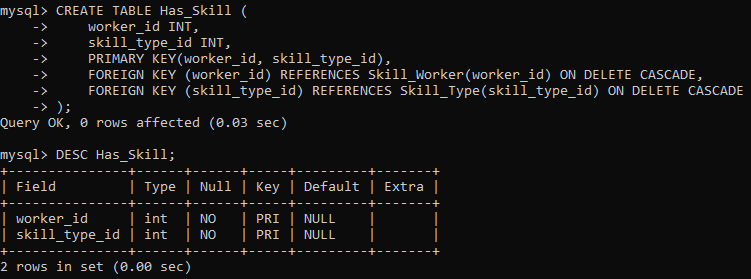 mysql> CREATE TABLE Has_Skill (
    ->     worker_id INT,
    ->     skill_type_id INT,
    ->     PRIMARY KEY(worker_id, skill_type_id),
    ->     FOREIGN KEY (worker_id) REFERENCES Skill_Worker(worker_id) ON DELETE CASCADE,
    ->     FOREIGN KEY (skill_type_id) REFERENCES Skill_Type(skill_type_id) ON DELETE CASCADE
    -> );
Query OK, 0 rows affected (0.03 sec)

mysql> DESC Has_Skill;
+---------------+------+------+-----+---------+-------+
| Field         | Type | Null | Key | Default | Extra |
+---------------+------+------+-----+---------+-------+
| worker_id     | int  | NO   | PRI | NULL    |       |
| skill_type_id | int  | NO   | PRI | NULL    |       |
+---------------+------+------+-----+---------+-------+
2 rows in set (0.00 sec)